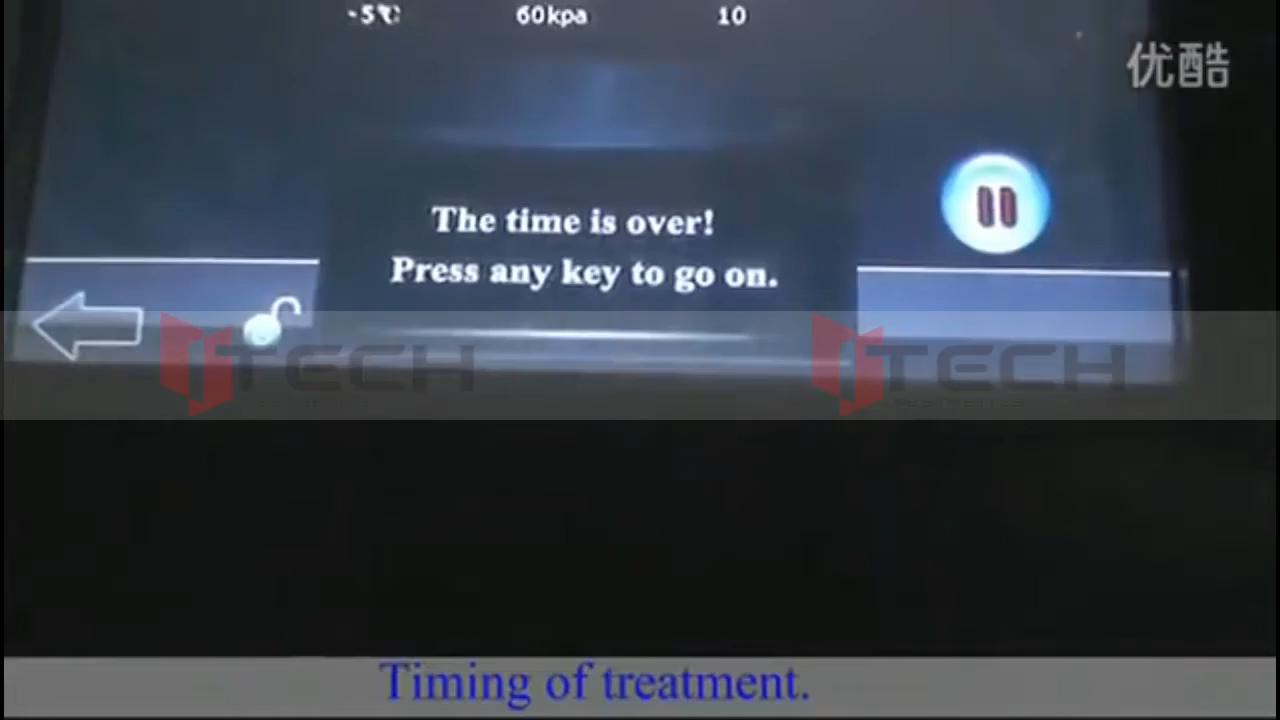 -5℃ 60kpa 10
优酷
The time is over!
Press any key to go on.
TECH TECH
Timing of treatment.